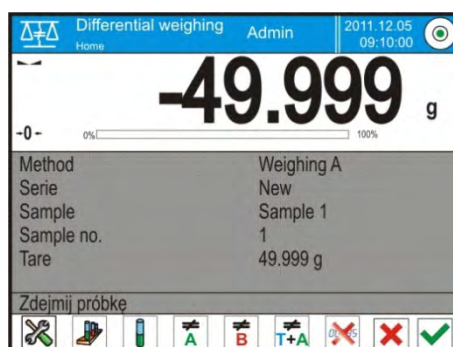 Differential weighing Admin 2011.12.05
Home 09:10:00
-49.999 g
→0← 0% 100%
Method Weighing A
Serie New
Sample Sample 1
Sample no. 1
Tare 49.999 g
Zdejmij próbkę
A B T+A